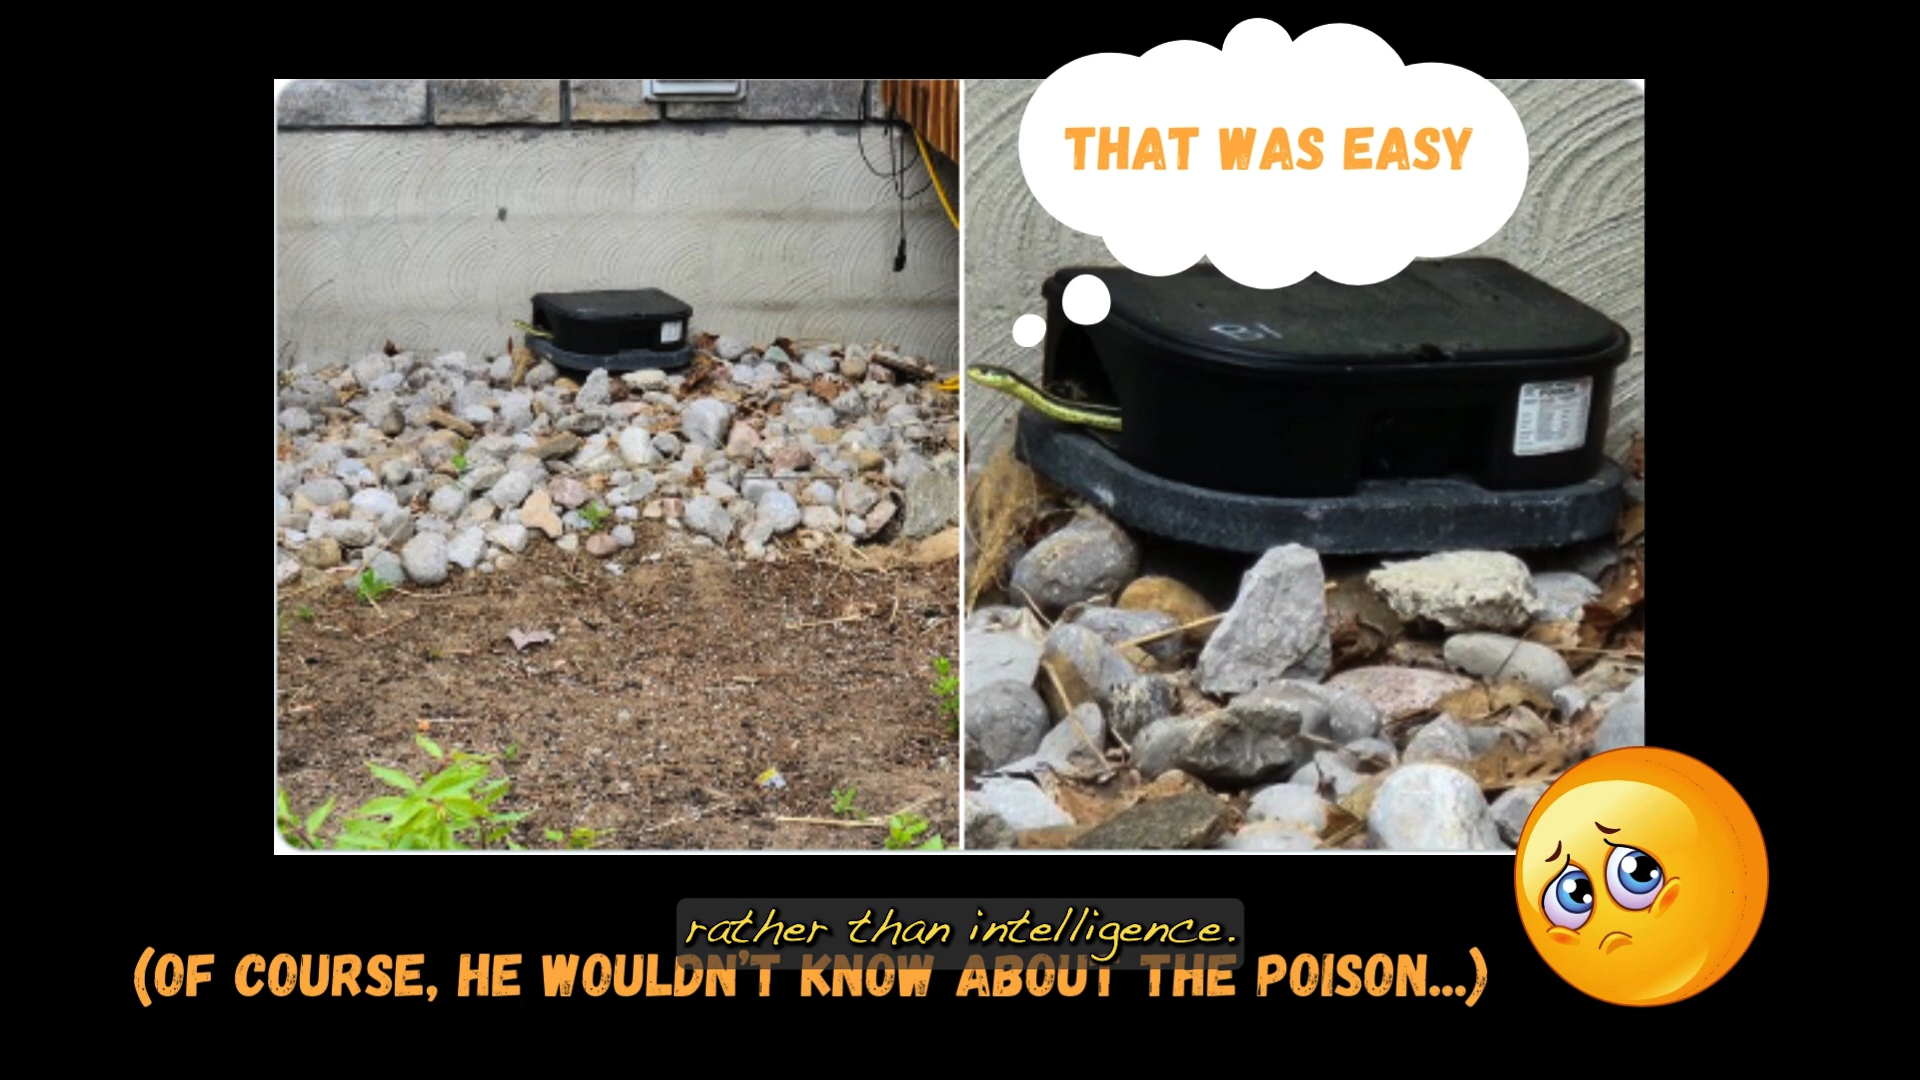 THAT WAS EASY
rather than intelligence.
(OF COURSE, HE WOULDN'T KNOW ABOUT THE POISON...)